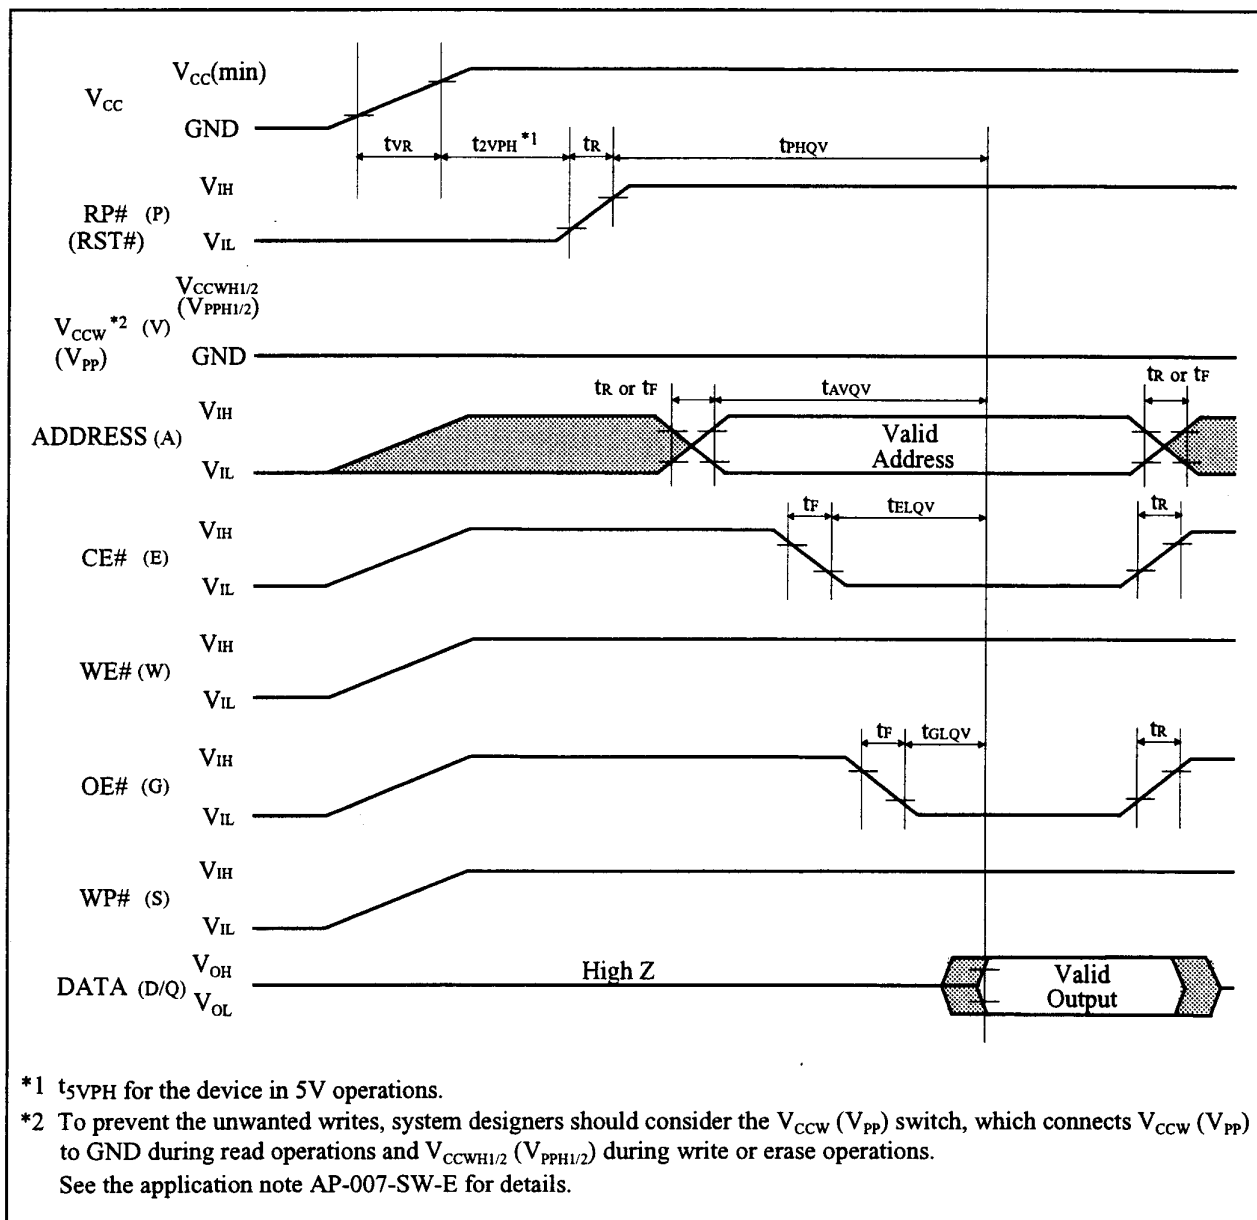 VCC
VCC(min)
GND
tVR
t2VPH *1
tR
tPHQV
RP# (P)
(RST#)
VIH
VIL
VCCW *2 (V)
(VPP)
VCCWH1/2
(VPPH1/2)
GND
tR or tF
tAVQV
tR or tF
ADDRESS (A)
VIH
VIL
Valid
Address
tF
tELQV
tR
CE# (E)
VIH
VIL
WE# (W)
VIH
VIL
tF
tGLQV
tR
OE# (G)
VIH
VIL
WP# (S)
VIH
VIL
DATA (D/Q)
VOH
VOL
High Z
Valid
Output
*1 t5VPH for the device in 5V operations.
*2 To prevent the unwanted writes, system designers should consider the VCCW (VPP) switch, which connects VCCW (VPP)
to GND during read operations and VCCWH1/2 (VPPH1/2) during write or erase operations.
See the application note AP-007-SW-E for details.